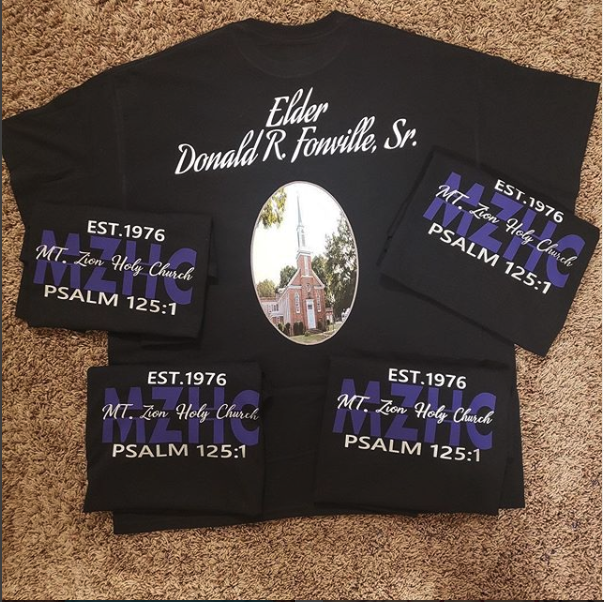 Elder
Donald R. Fonville, Sr.
EST.1976
MZHC
MT. Zion Holy Church
PSALM 125:1
EST.1976
MZHC
MT. Zion Holy Church
PSALM 125:1
EST.1976
MZHC
MT. Zion Holy Church
PSALM 125:1
EST.1976
MZHC
MT. Zion Holy Church
PSALM 125:1